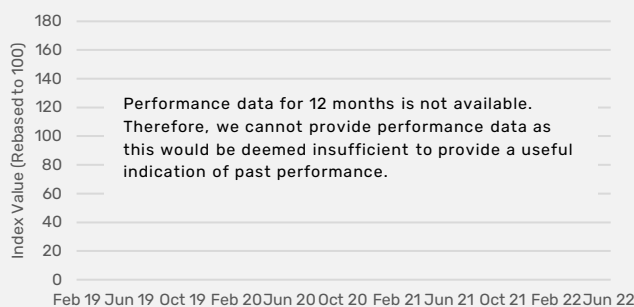 180
160
140
120
100
80
60
40
20
0
Index Value (Rebased to 100)
Performance data for 12 months is not available.
Therefore, we cannot provide performance data as
this would be deemed insufficient to provide a useful
indication of past performance.
Feb 19 Jun 19 Oct 19 Feb 20 Jun 20 Oct 20 Feb 21 Jun 21 Oct 21 Feb 22 Jun 22